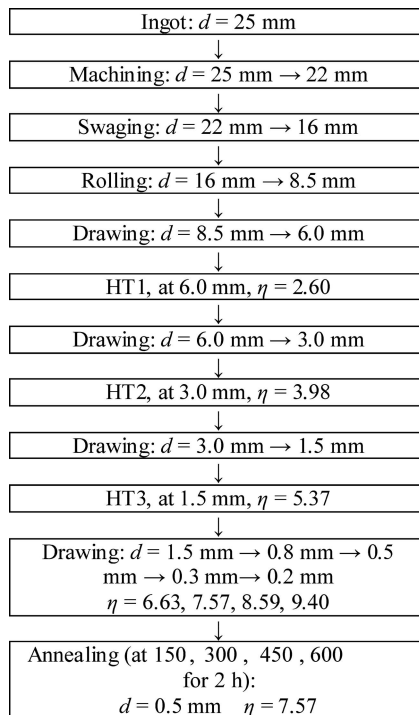 Ingot: d = 25 mm
↓
Machining: d = 25 mm → 22 mm
↓
Swaging: d = 22 mm → 16 mm
↓
Rolling: d = 16 mm → 8.5 mm
↓
Drawing: d = 8.5 mm → 6.0 mm
↓
HT1, at 6.0 mm, η = 2.60
↓
Drawing: d = 6.0 mm → 3.0 mm
↓
HT2, at 3.0 mm, η = 3.98
↓
Drawing: d = 3.0 mm → 1.5 mm
↓
HT3, at 1.5 mm, η = 5.37
↓
Drawing: d = 1.5 mm → 0.8 mm → 0.5
mm → 0.3 mm→ 0.2 mm
η = 6.63, 7.57, 8.59, 9.40
↓
Annealing (at 150 , 300 , 450 , 600
for 2 h):
d = 0.5 mm η = 7.57